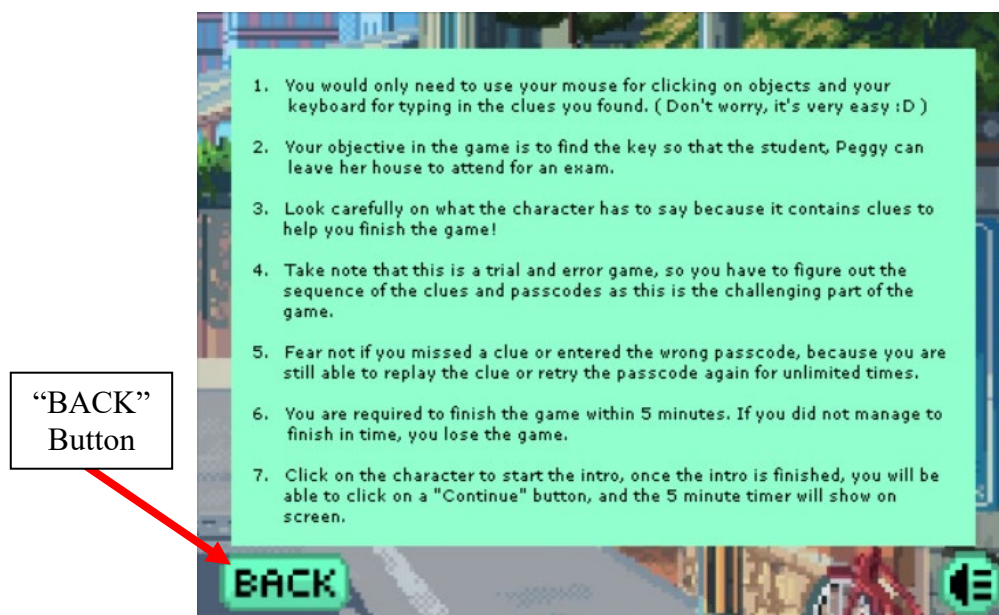 1. You would only need to use your mouse for clicking on objects and your
keyboard for typing in the clues you found. ( Don't worry, it's very easy :D )
2. Your objective in the game is to find the key so that the student, Peggy can
leave her house to attend for an exam.
3. Look carefully on what the character has to say because it contains clues to
help you finish the game!
4. Take note that this is a trial and error game, so you have to figure out the
sequence of the clues and passcodes as this is the challenging part of the
game.
5. Fear not if you missed a clue or entered the wrong passcode, because you are
still able to replay the clue or retry the passcode again for unlimited times.
6. You are required to finish the game within 5 minutes. If you did not manage to
finish in time, you lose the game.
7. Click on the character to start the intro, once the intro is finished, you will be
able to click on a "Continue" button, and the 5 minute timer will show on
screen.
“BACK”
Button
BACK